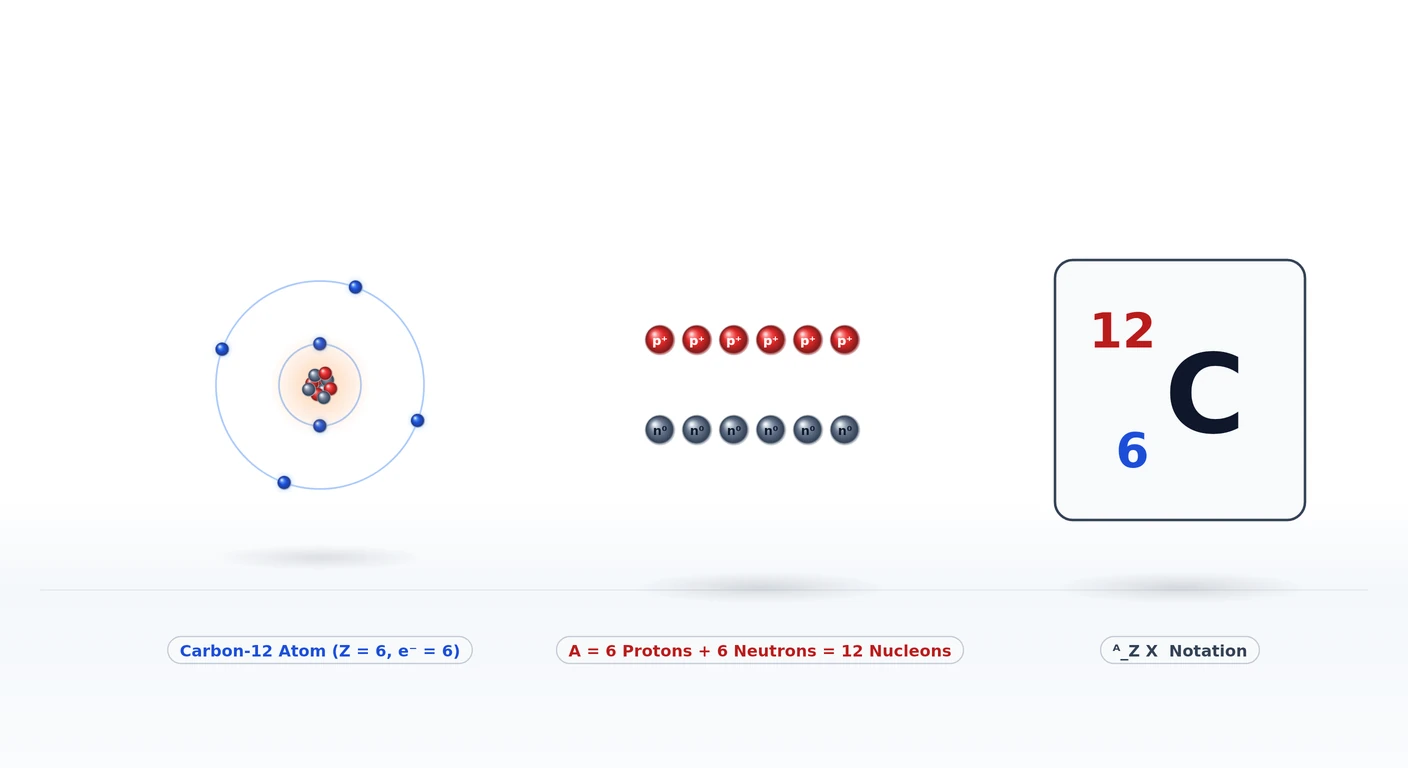 p⁺ p⁺ p⁺ p⁺ p⁺ p⁺
n⁰ n⁰ n⁰ n⁰ n⁰ n⁰
12
C
6
Carbon-12 Atom (Z = 6, e⁻ = 6)
A = 6 Protons + 6 Neutrons = 12 Nucleons
ᴬ_Z X  Notation